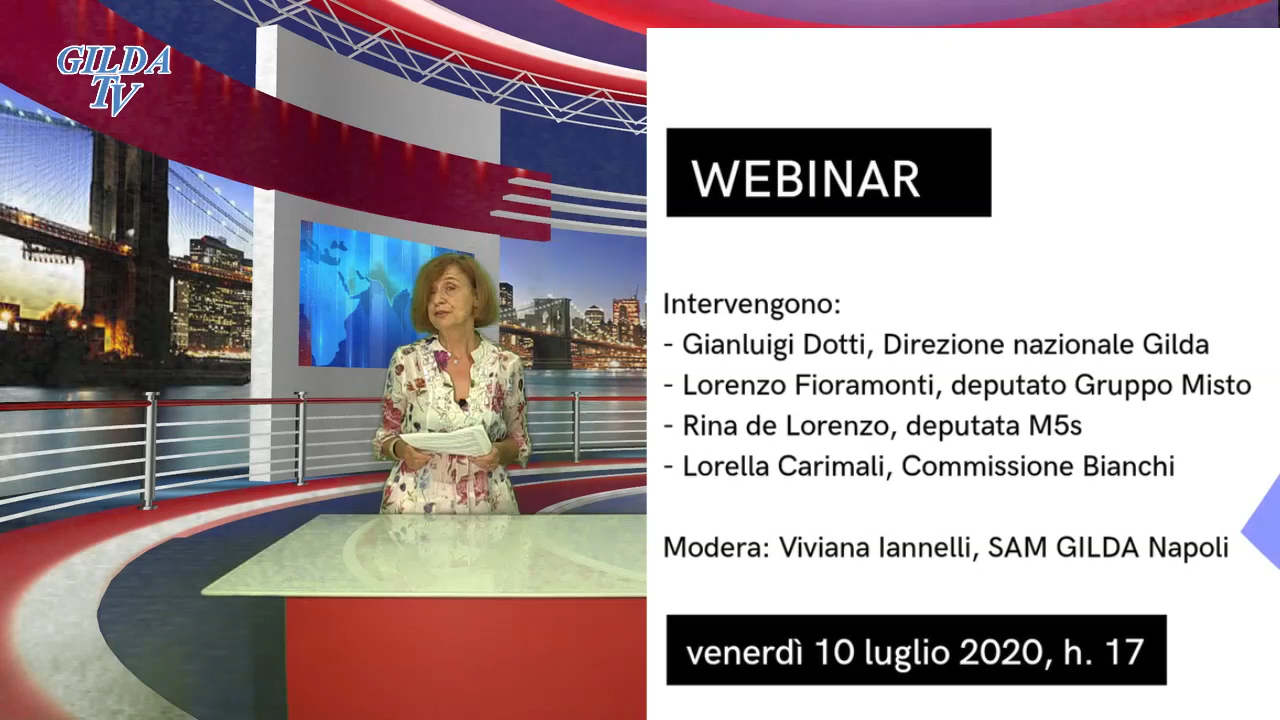 GILDA
TV
WEBINAR
Intervengono:
- Gianluigi Dotti, Direzione nazionale Gilda
- Lorenzo Fioramonti, deputato Gruppo Misto
- Rina de Lorenzo, deputata M5s
- Lorella Carimali, Commissione Bianchi
Modera: Viviana Iannelli, SAM GILDA Napoli
venerdì 10 luglio 2020, h. 17